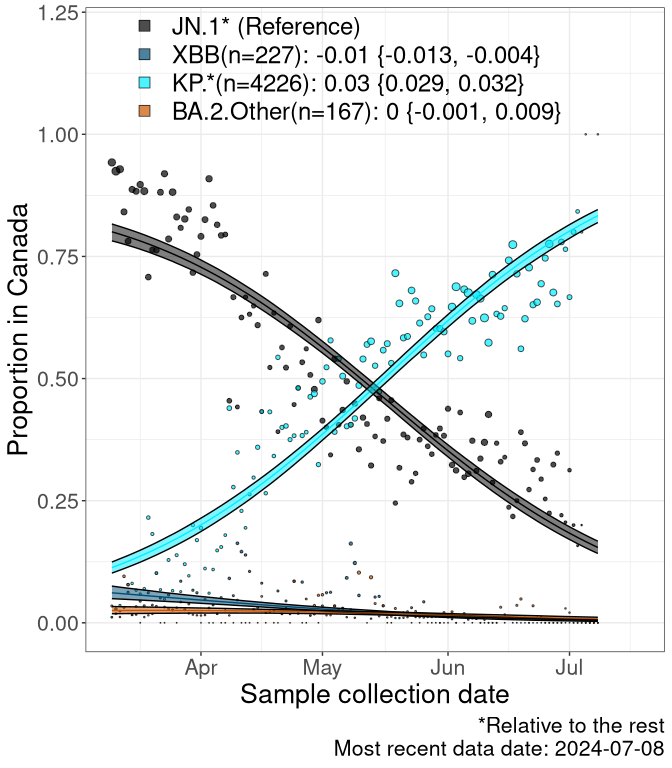 1.25
JN.1* (Reference)
XBB(n=227): -0.01 {-0.013, -0.004}
KP.*(n=4226): 0.03 {0.029, 0.032}
BA.2.Other(n=167): 0 {-0.001, 0.009}
1.00
0.75
0.50
0.25
0.00
Proportion in Canada
Apr May Jun Jul
Sample collection date
*Relative to the rest
Most recent data date: 2024-07-08